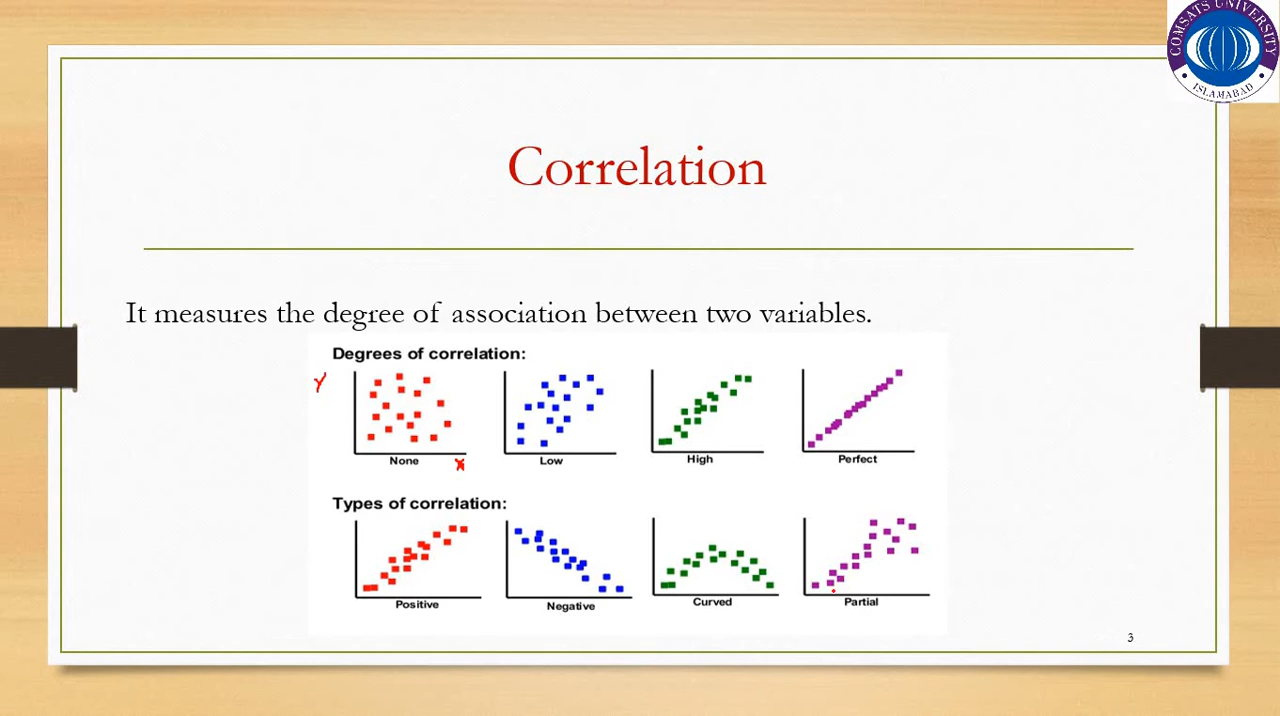 COMSATS UNIVERSITY
ISLAMABAD
Correlation
It measures the degree of association between two variables.
Degrees of correlation:
Y
None X Low High Perfect
Types of correlation:
Positive Negative Curved Partial
3